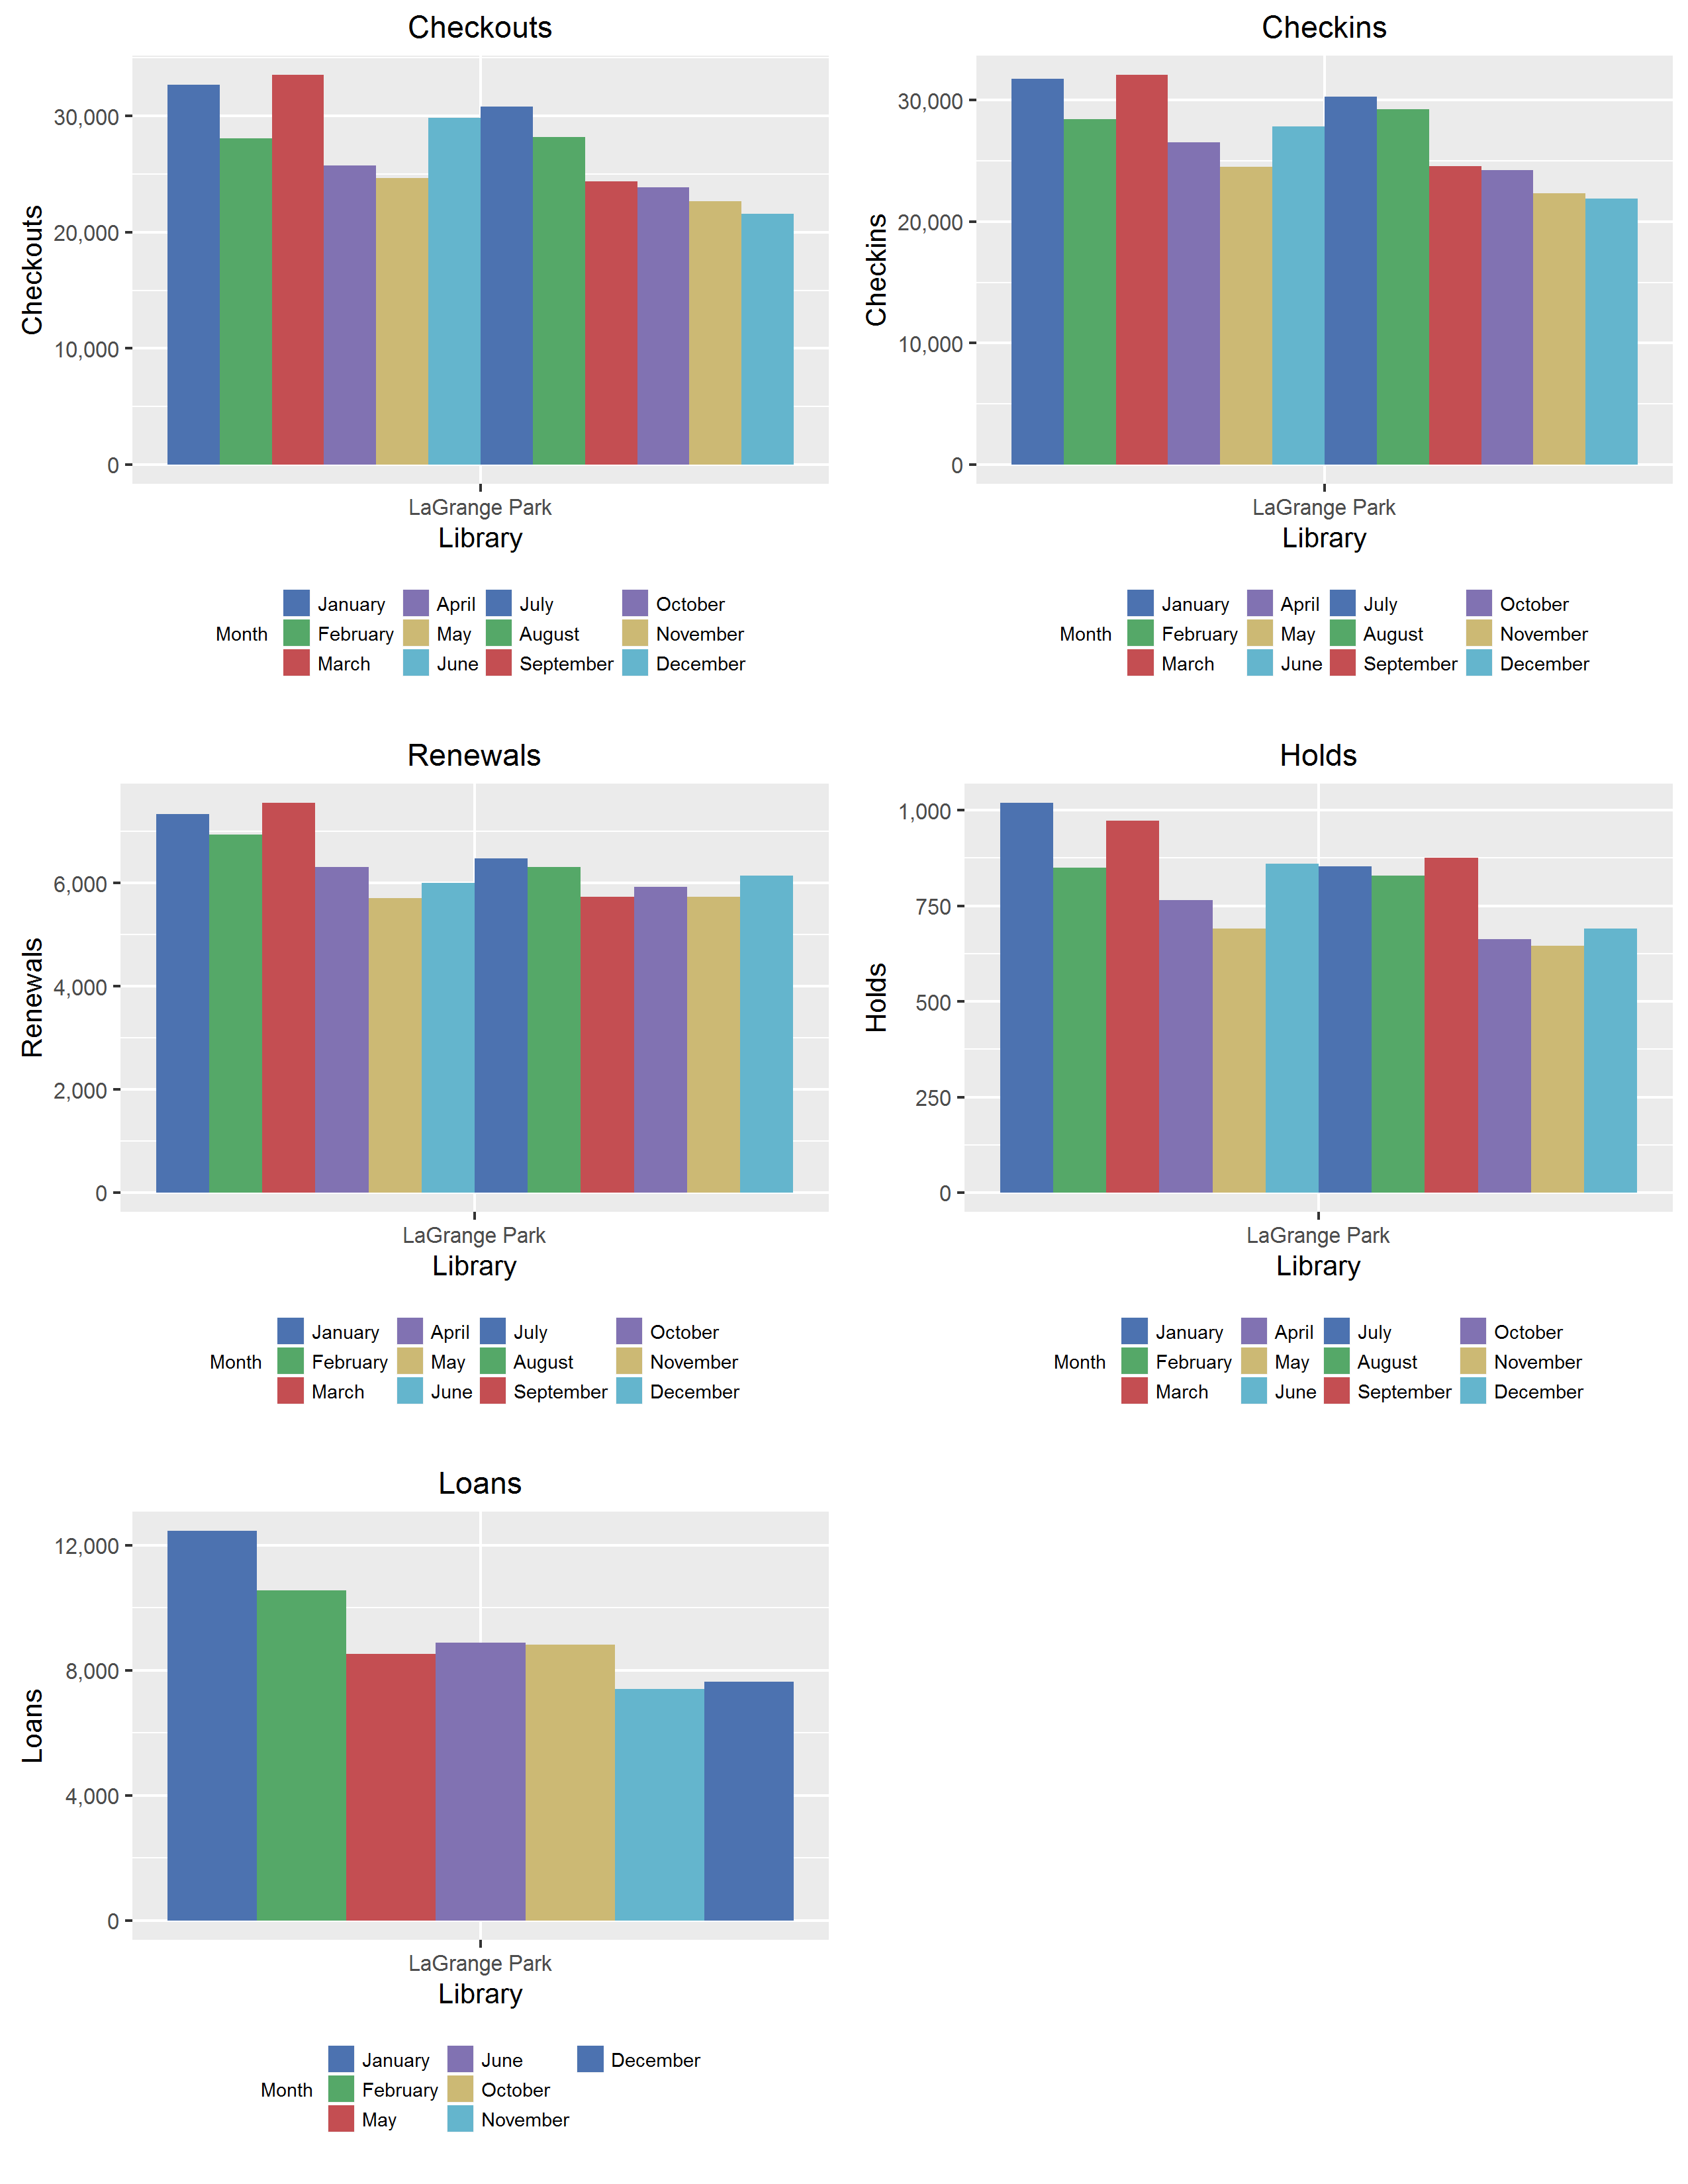 Checkouts
Checkouts
30,000
20,000
10,000
0
LaGrange Park
Library
Month
January
February
March
April
May
June
July
August
September
October
November
December
Checkins
Checkins
30,000
20,000
10,000
0
LaGrange Park
Library
Month
January
February
March
April
May
June
July
August
September
October
November
December
Renewals
Renewals
6,000
4,000
2,000
0
LaGrange Park
Library
Month
January
February
March
April
May
June
July
August
September
October
November
December
Holds
Holds
1,000
750
500
250
0
LaGrange Park
Library
Month
January
February
March
April
May
June
July
August
September
October
November
December
Loans
Loans
12,000
8,000
4,000
0
LaGrange Park
Library
Month
January
February
May
June
October
November
December